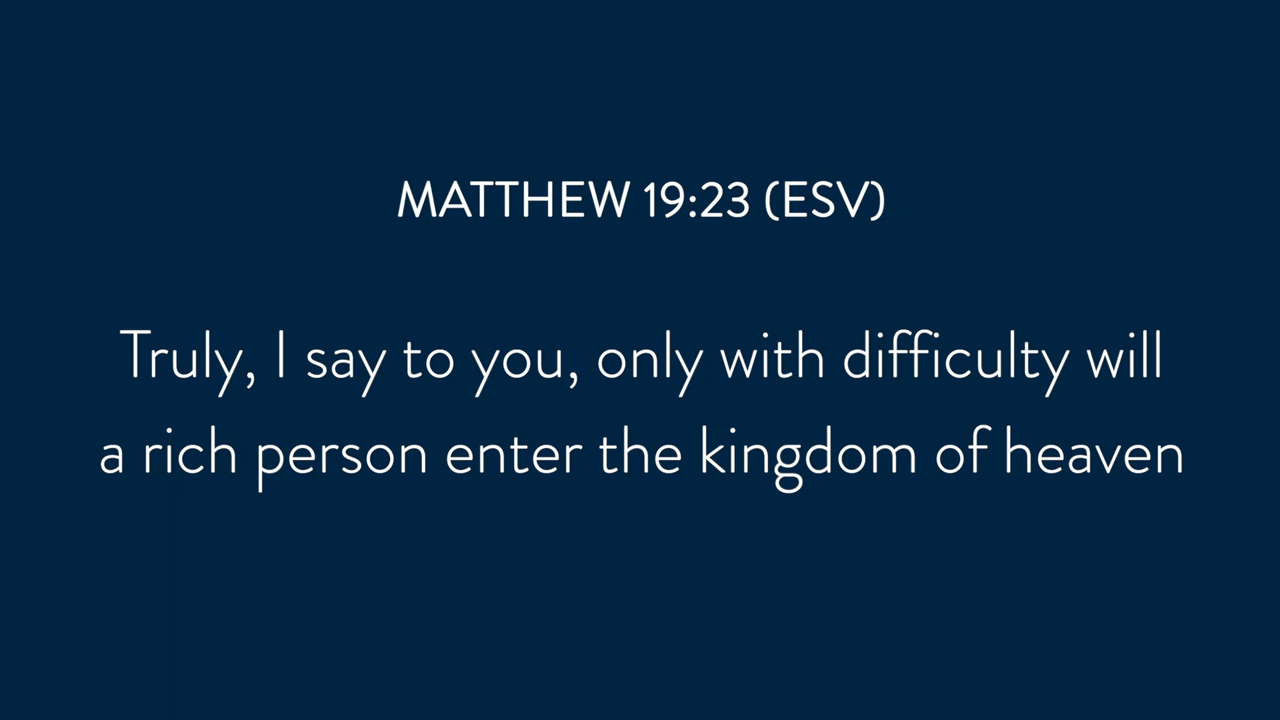 MATTHEW 19:23 (ESV)
Truly, I say to you, only with difficulty will
a rich person enter the kingdom of heaven